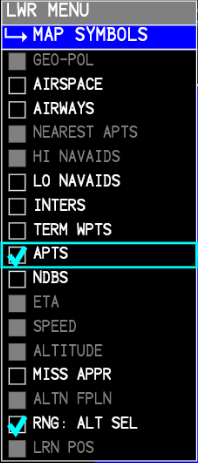 LWR MENU
MAP SYMBOLS
GEO-POL
AIRSPACE
AIRWAYS
NEAREST APTS
HI NAVAIDS
LO NAVAIDS
INTERS
TERM WPTS
APTS
NDBS
ETA
SPEED
ALTITUDE
MISS APPR
ALTN FPLN
RNG: ALT SEL
LRN POS